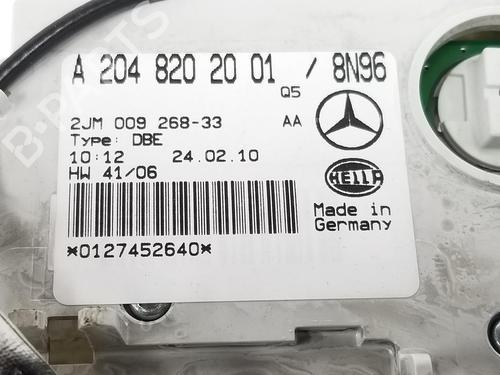 A 204 820 20 01 / 8N96
Q5
2JM 009 268-33 AA
Type: DBE
10:12 24.02.10
HW 41/06
HELLA
Made in
Germany
*0127452640*
B-PARTS